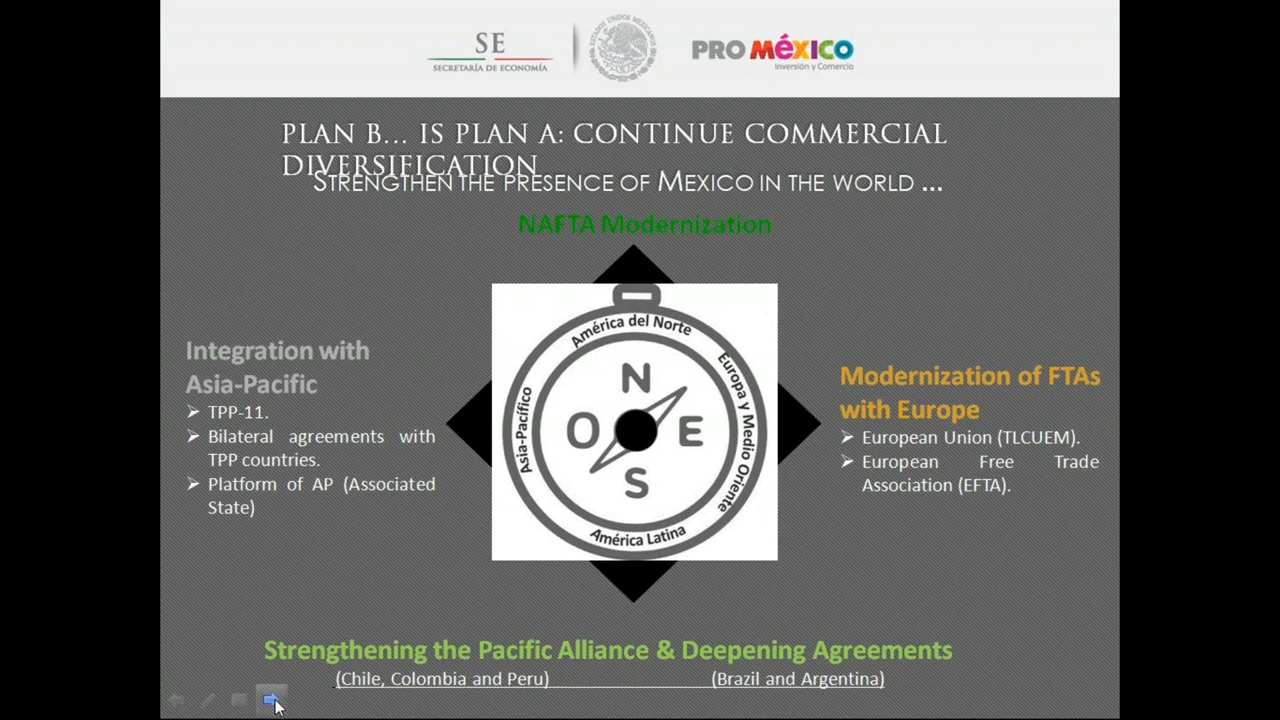 SE
SECRETARÍA DE ECONOMÍA
ESTADOS UNIDOS MEXICANOS
PRO MéXICO
Inversión y Comercio
PLAN B... IS PLAN A: CONTINUE COMMERCIAL
DIVERSIFICATION
STRENGTHEN THE PRESENCE OF MEXICO IN THE WORLD ...
NAFTA Modernization
Integration with
Asia-Pacific
➢ TPP-11.
➢ Bilateral agreements with
TPP countries.
➢ Platform of AP (Associated
State)
América del Norte
Asia-Pacífico
Europa y Medio Oriente
América Latina
N
O
E
S
Modernization of FTAs
with Europe
➢ European Union (TLCUEM).
➢ European Free Trade
Association (EFTA).
Strengthening the Pacific Alliance & Deepening Agreements
(Chile, Colombia and Peru) (Brazil and Argentina)